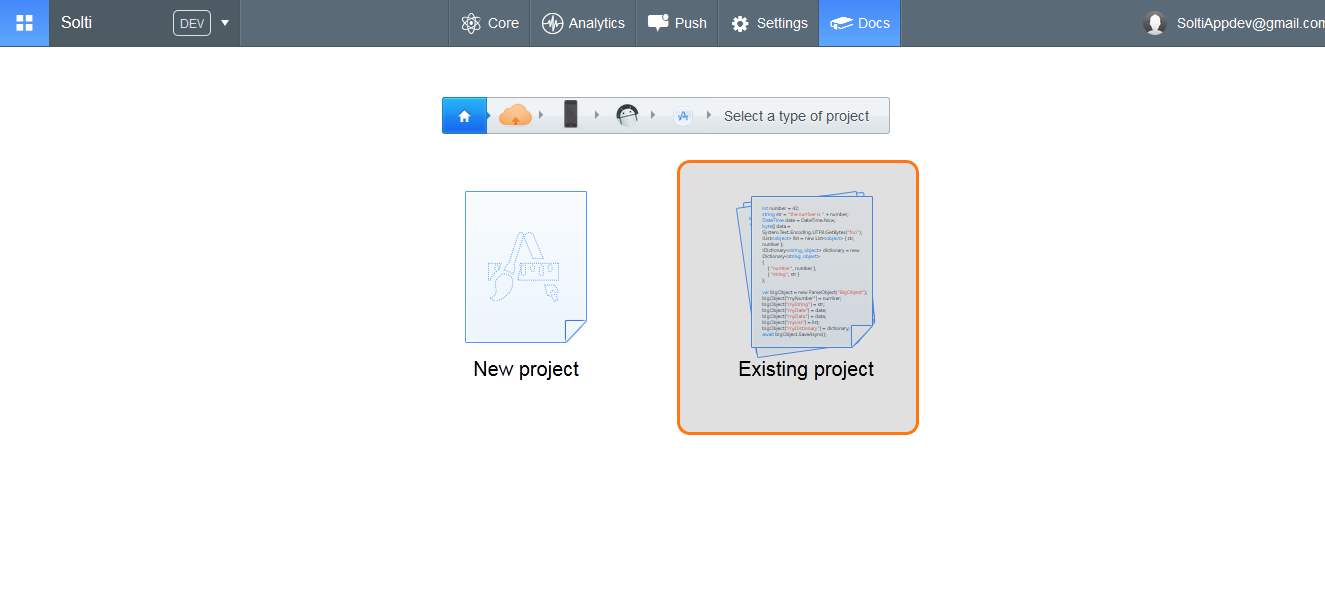 Solti
DEV
Core
Analytics
Push
Settings
Docs
SoltiAppdev@gmail.com
Select a type of project
int number = 42;
string str = "the number is " + number;
DateTime date = DateTime.Now;
byte[] data =
System.Text.Encoding.UTF8.GetBytes("foo");
IList<object> list = new List<object> { str,
number };
IDictionary<string, object> dictionary = new
Dictionary<string, object>
{
{ "number", number },
{ "string", str }
};
var bigObject = new ParseObject("BigObject");
bigObject["myNumber"] = number;
bigObject["myString"] = str;
bigObject["myDate"] = date;
bigObject["myData"] = data;
bigObject["myList"] = list;
bigObject["myDictionary"] = dictionary;
await bigObject.SaveAsync();
New project
Existing project